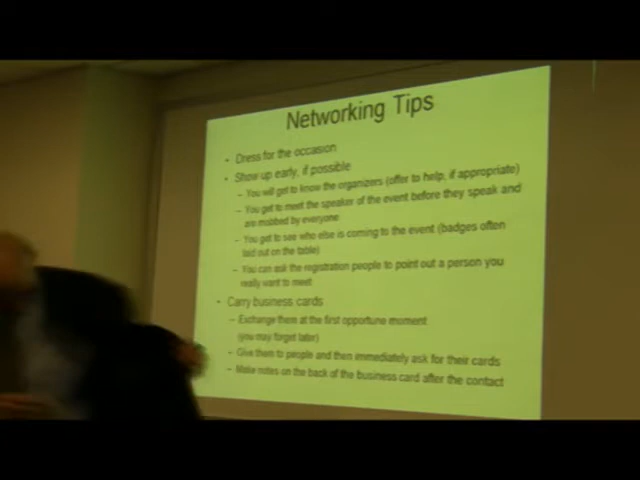 Networking Tips
• Dress for the occasion
• Show up early, if possible
– You will get to know the organizers (offer to help, if appropriate)
– You get to meet the speaker of the event before they speak and
are mobbed by everyone
– You get to see who else is coming to the event (badges often
laid out on the table)
– You can ask the registration people to point out a person you
really want to meet
• Carry business cards
– Exchange them at the first opportune moment
(you may forget later)
– Give them to people and then immediately ask for their cards
– Make notes on the back of the business card after the contact